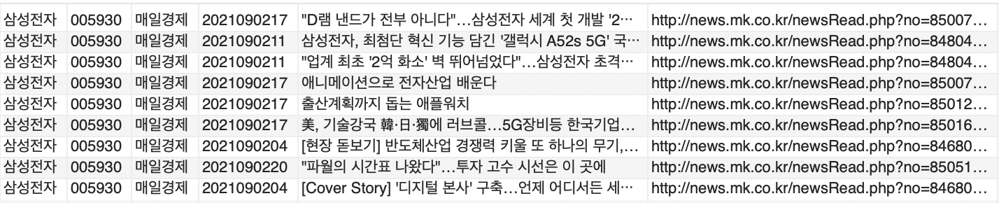 삼성전자 005930 매일경제 2021090217 "D램 낸드가 전부 아니다"…삼성전자 세계 첫 개발 '2… http://news.mk.co.kr/newsRead.php?no=85007…
삼성전자 005930 매일경제 2021090211 삼성전자, 최첨단 혁신 기능 담긴 '갤럭시 A52s 5G' 국… http://news.mk.co.kr/newsRead.php?no=84804…
삼성전자 005930 매일경제 2021090211 "업계 최초 '2억 화소' 벽 뛰어넘었다"…삼성전자 초격… http://news.mk.co.kr/newsRead.php?no=84804…
삼성전자 005930 매일경제 2021090217 애니메이션으로 전자산업 배운다 http://news.mk.co.kr/newsRead.php?no=85007…
삼성전자 005930 매일경제 2021090217 출산계획까지 돕는 애플워치 http://news.mk.co.kr/newsRead.php?no=85012…
삼성전자 005930 매일경제 2021090217 美, 기술강국 韓·日·獨에 러브콜…5G장비등 한국기업… http://news.mk.co.kr/newsRead.php?no=85016…
삼성전자 005930 매일경제 2021090204 [현장 돋보기] 반도체산업 경쟁력 키울 또 하나의 무기,… http://news.mk.co.kr/newsRead.php?no=84680…
삼성전자 005930 매일경제 2021090220 "파월의 시간표 나왔다"…투자 고수 시선은 이 곳에 http://news.mk.co.kr/newsRead.php?no=85051…
삼성전자 005930 매일경제 2021090204 [Cover Story] '디지털 본사' 구축…언제 어디서든 세… http://news.mk.co.kr/newsRead.php?no=84680…